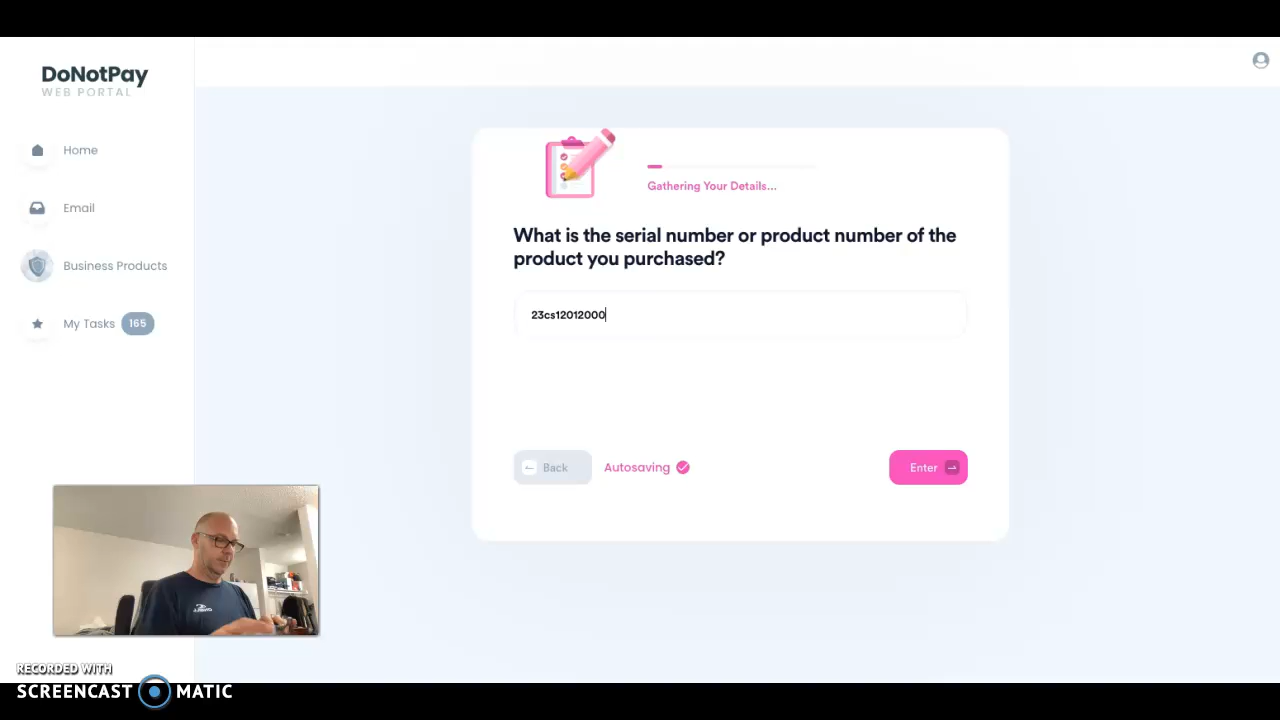 DoNotPay
WEB PORTAL
Home
Email
Business Products
My Tasks 165
Gathering Your Details...
What is the serial number or product number of the
product you purchased?
23cs12012000
Back
Autosaving
Enter
RECORDED WITH
SCREENCAST MATIC